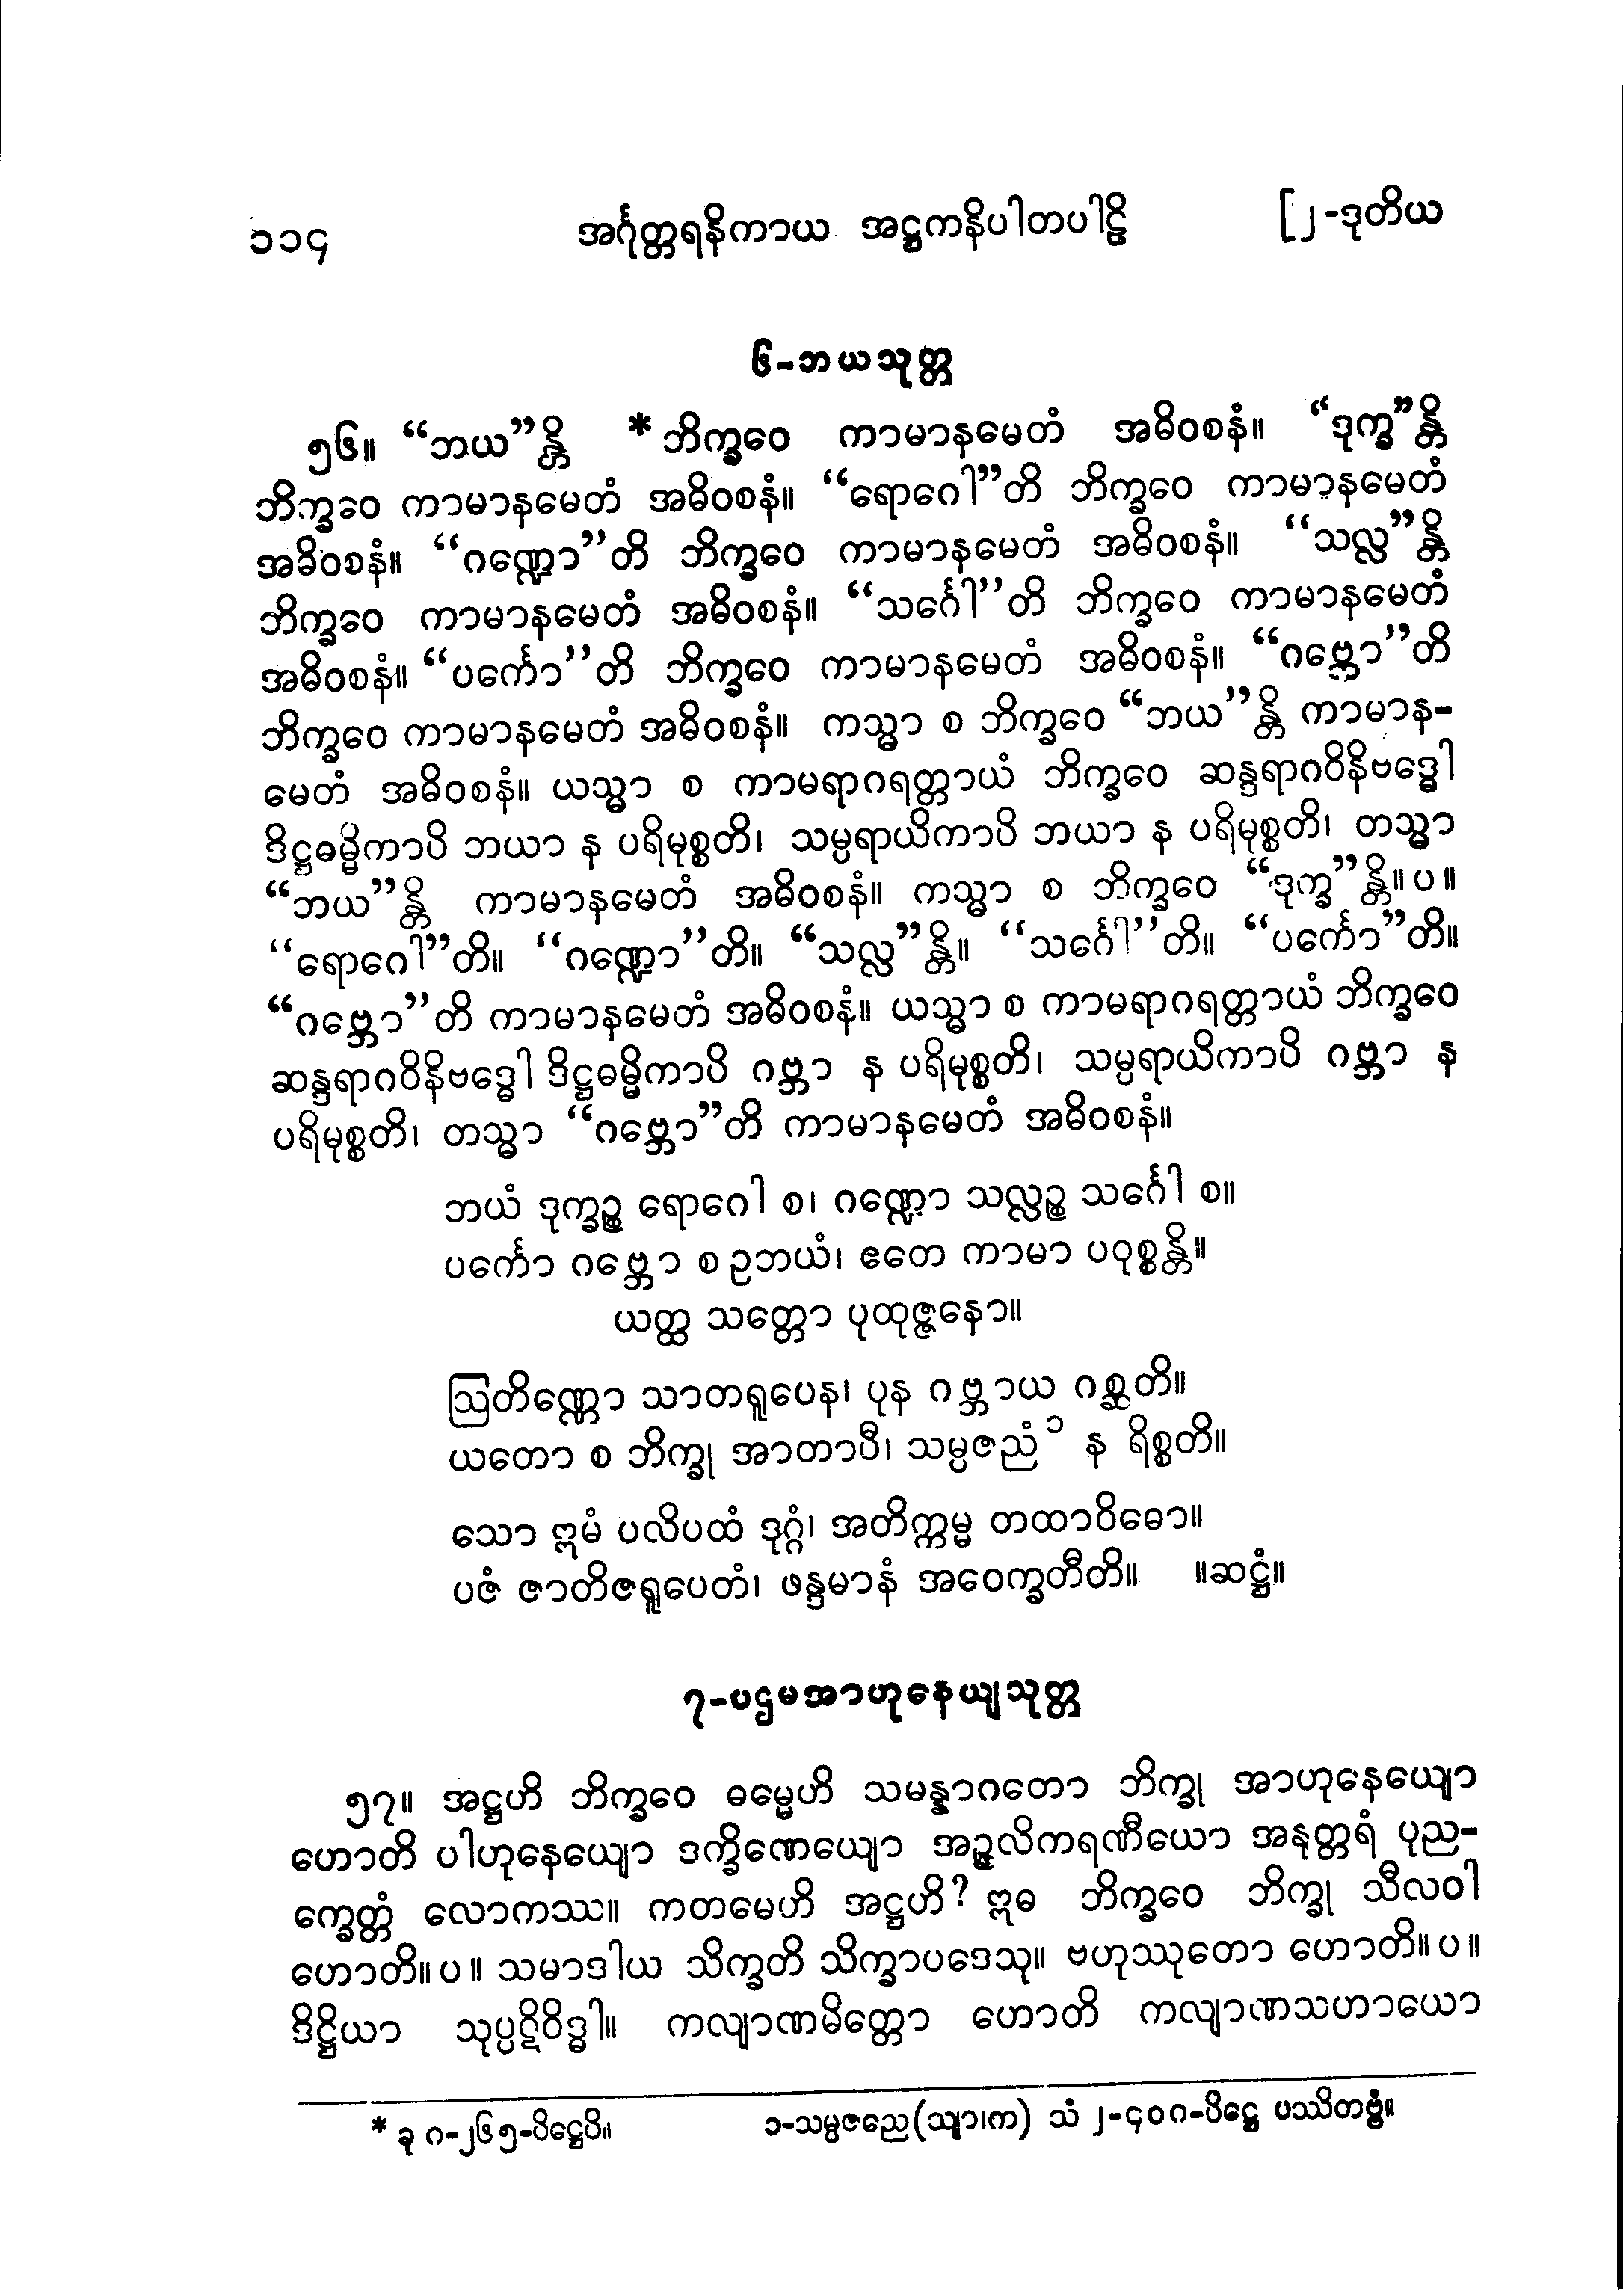 ၁၁၄ အင်္ဂုတ္တရနိကာယ အဋ္ဌကနိပါတပါဠိ [၂-ဒုတိယ
၆-ဘယသုတ္တ
၅၆။ “ဘယ”န္တိ *ဘိက္ခဝေ ကာမာနမေတံ အဓိဝစနံ။ “ဒုက္ခ”န္တိ
ဘိက္ခဝေ ကာမာနမေတံ အဓိဝစနံ။ “ရောဂေါ”တိ ဘိက္ခဝေ ကာမာနမေတံ
အဓိဝစနံ။ “ဂဏ္ဍော”တိ ဘိက္ခဝေ ကာမာနမေတံ အဓိဝစနံ။ “သလ္လ”န္တိ
ဘိက္ခဝေ ကာမာနမေတံ အဓိဝစနံ။ “သင်္ဂေါ”တိ ဘိက္ခဝေ ကာမာနမေတံ
အဓိဝစနံ။ “ပင်္ကော”တိ ဘိက္ခဝေ ကာမာနမေတံ အဓိဝစနံ။ “ဂဗ္ဘော”တိ
ဘိက္ခဝေ ကာမာနမေတံ အဓိဝစနံ။ ကသ္မာ စ ဘိက္ခဝေ “ဘယ”န္တိ ကာမာန-
မေတံ အဓိဝစနံ။ ယသ္မာ စ ကာမရာဂရတ္တာယံ ဘိက္ခဝေ ဆန္ဒရာဂဝိနိဗဒ္ဓေါ
ဒိဋ္ဌဓမ္မိကာပိ ဘယာ န ပရိမုစ္စတိ၊ သမ္ပရာယိကာပိ ဘယာ န ပရိမုစ္စတိ၊ တသ္မာ
“ဘယ”န္တိ ကာမာနမေတံ အဓိဝစနံ။ ကသ္မာ စ ဘိက္ခဝေ “ဒုက္ခ”န္တိ။ပ။
“ရောဂေါ”တိ။ “ဂဏ္ဍော”တိ။ “သလ္လ”န္တိ။ “သင်္ဂေါ”တိ။ “ပင်္ကော”တိ။
“ဂဗ္ဘော”တိ ကာမာနမေတံ အဓိဝစနံ။ ယသ္မာ စ ကာမရာဂရတ္တာယံ ဘိက္ခဝေ
ဆန္ဒရာဂဝိနိဗဒ္ဓေါ ဒိဋ္ဌဓမ္မိကာပိ ဂဗ္ဘာ န ပရိမုစ္စတိ၊ သမ္ပရာယိကာပိ ဂဗ္ဘာ န
ပရိမုစ္စတိ၊ တသ္မာ “ဂဗ္ဘော”တိ ကာမာနမေတံ အဓိဝစနံ။
ဘယံ ဒုက္ခဉ္စ ရောဂေါ စ၊ ဂဏ္ဍော သလ္လဉ္စ သင်္ဂေါ စ။
ပင်္ကော ဂဗ္ဘော စ ဥဘယံ၊ ဧတေ ကာမာ ပဝုစ္စန္တိ။
ယတ္ထ သတ္တော ပုထုဇ္ဇနော။
ဩတိဏ္ဏော သာတရူပေန၊ ပုန ဂဗ္ဘာယ ဂစ္ဆတိ။
ယတော စ ဘိက္ခု အာတာပီ၊ သမ္ပဇညံ ၁ န ရိစ္စတိ။
သော ဣမံ ပလိပထံ ဒုဂ္ဂံ၊ အတိက္ကမ္မ တထာဝိဓော။
ပဇံ ဇာတိဇရူပေတံ၊ ဖန္ဒမာနံ အဝေက္ခတီတိ။ ။ဆဋ္ဌံ။
၇-ပဌမအာဟုနေယျသုတ္တ
၅၇။ အဋ္ဌဟိ ဘိက္ခဝေ ဓမ္မေဟိ သမန္နာဂတော ဘိက္ခု အာဟုနေယျော
ဟောတိ ပါဟုနေယျော ဒက္ခိဏေယျော အဉ္ဇလိကရဏီယော အနုတ္တရံ ပုည-
က္ခေတ္တံ လောကဿ။ ကတမေဟိ အဋ္ဌဟိ? ဣဓ ဘိက္ခဝေ ဘိက္ခု သီလဝါ
ဟောတိ။ပ။ သမာဒါယ သိက္ခတိ သိက္ခာပဒေသု။ ဗဟုဿုတော ဟောတိ။ပ။
ဒိဋ္ဌိယာ သုပ္ပဋိဝိဒ္ဓါ။ ကလျာဏမိတ္တော ဟောတိ ကလျာဏသဟာယော
* ခု ဂ-၂၆၅-ပိဋ္ဌေပိ။ ၁-သမ္ပဇညေ(သျာ၊က) သံ ၂-၄၀၈-ပိဋ္ဌေ ပဿိတဗ္ဗံ။